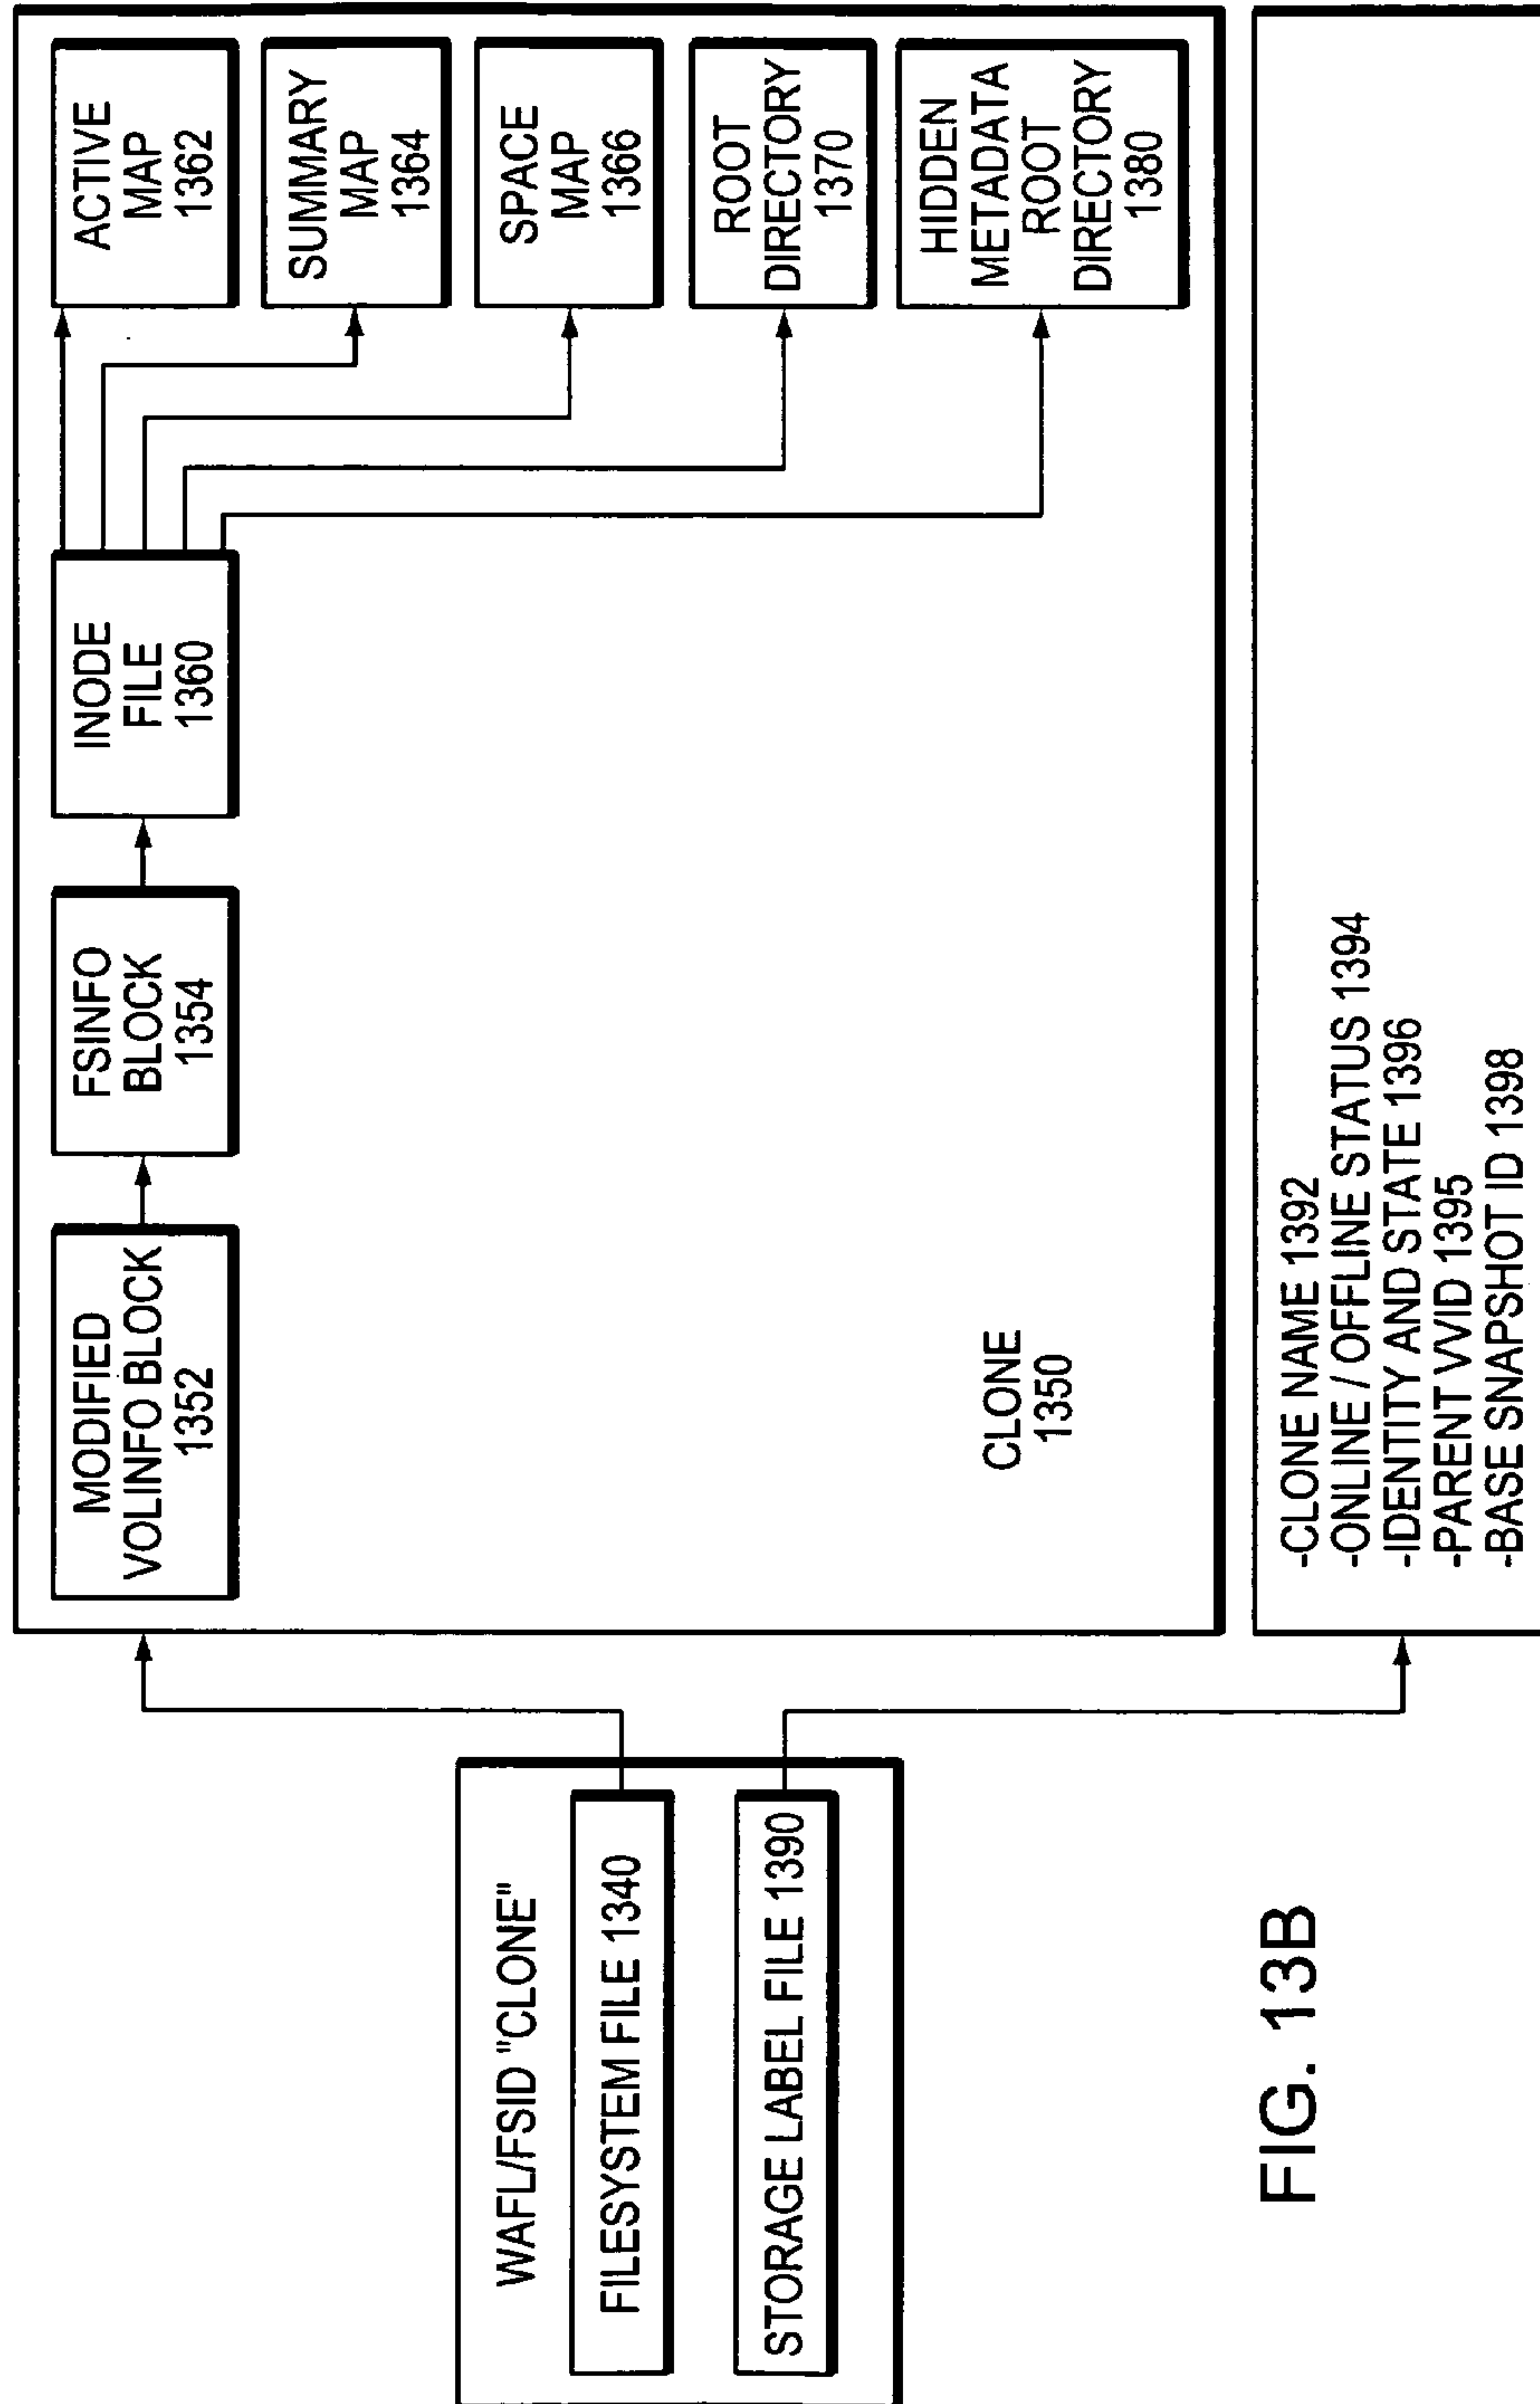 WAFL/FSID "CLONE"
FILESYSTEM FILE 1340
STORAGE LABEL FILE 1390
MODIFIED
VOLINFO BLOCK
1352
FSINFO
BLOCK
1354
INODE
FILE
1360
ACTIVE
MAP
1362
SUMMARY
MAP
1364
SPACE
MAP
1366
ROOT
DIRECTORY
1370
HIDDEN
METADATA
ROOT
DIRECTORY
1380
CLONE
1350
-CLONE NAME 1392
-ONLINE / OFFLINE STATUS 1394
-IDENTITY AND STATE 1396
-PARENT VVID 1395
-BASE SNAPSHOT ID 1398
FIG. 13B